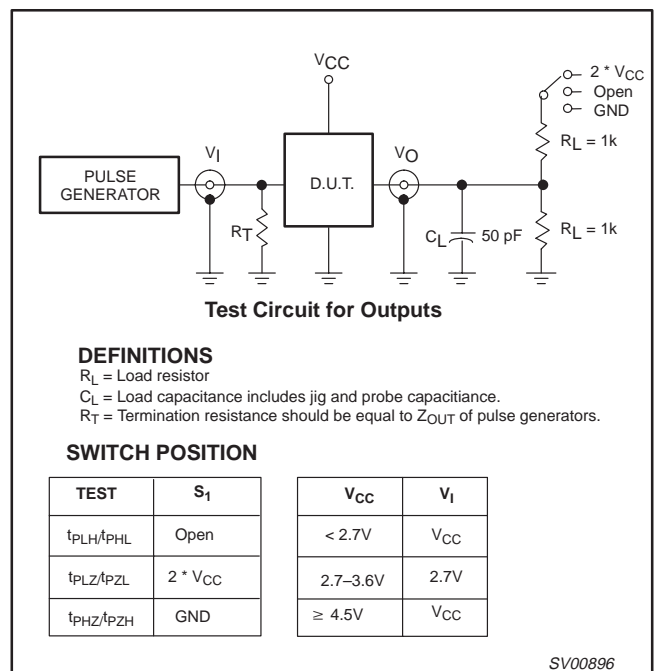 VCC
2 * VCC
Open
GND
RL = 1k
VI
VO
PULSE
GENERATOR
D.U.T.
RT
CL
50 pF
RL = 1k
Test Circuit for Outputs
DEFINITIONS
RL = Load resistor
CL = Load capacitance includes jig and probe capacitiance.
RT = Termination resistance should be equal to ZOUT of pulse generators.
SWITCH POSITION
TEST S1
tPLH/tPHL Open
tPLZ/tPZL 2 * VCC
tPHZ/tPZH GND
VCC VI
< 2.7V VCC
2.7–3.6V 2.7V
≥ 4.5V VCC
SV00896